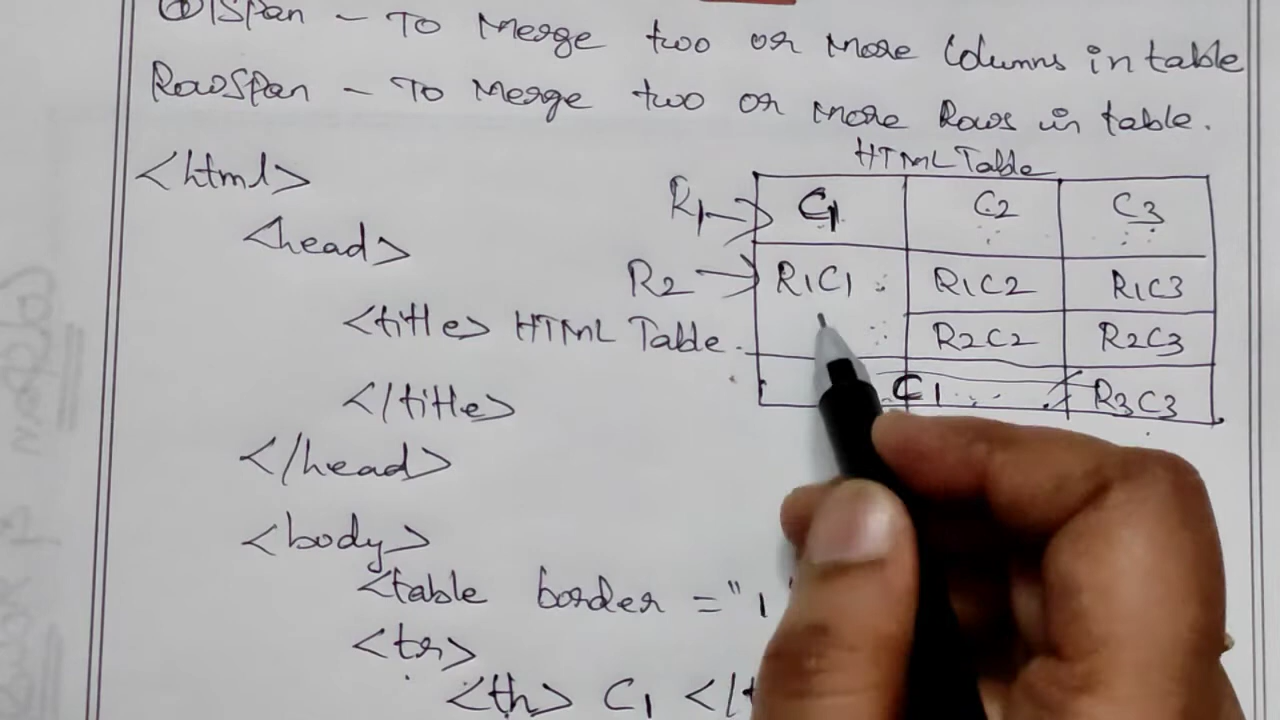 Colspan - To Merge two or more Columns in table
Rowspan - To Merge two or more Rows in table.
HTML Table
<html>
R1 C1 C2 C3
<head>
R2 R1C1 R1C2 R1C3
<title> HTML Table.
R2C2 R2C3
</title>
C1 R3C3
</head>
<body>
<table border ="1
<tr>
<th> C1 </t